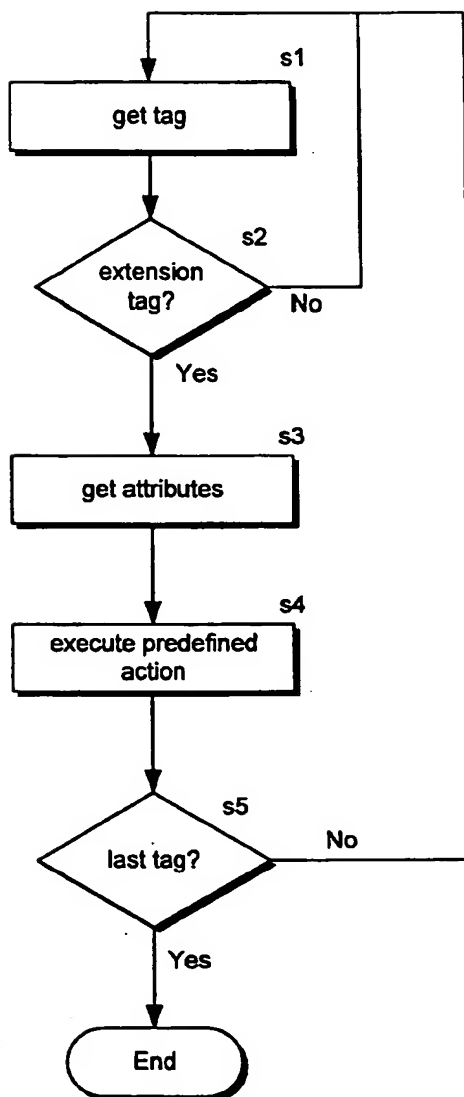 s1
get tag
s2
extension
tag?
No
Yes
s3
get attributes
s4
execute predefined
action
s5
last tag?
No
Yes
End